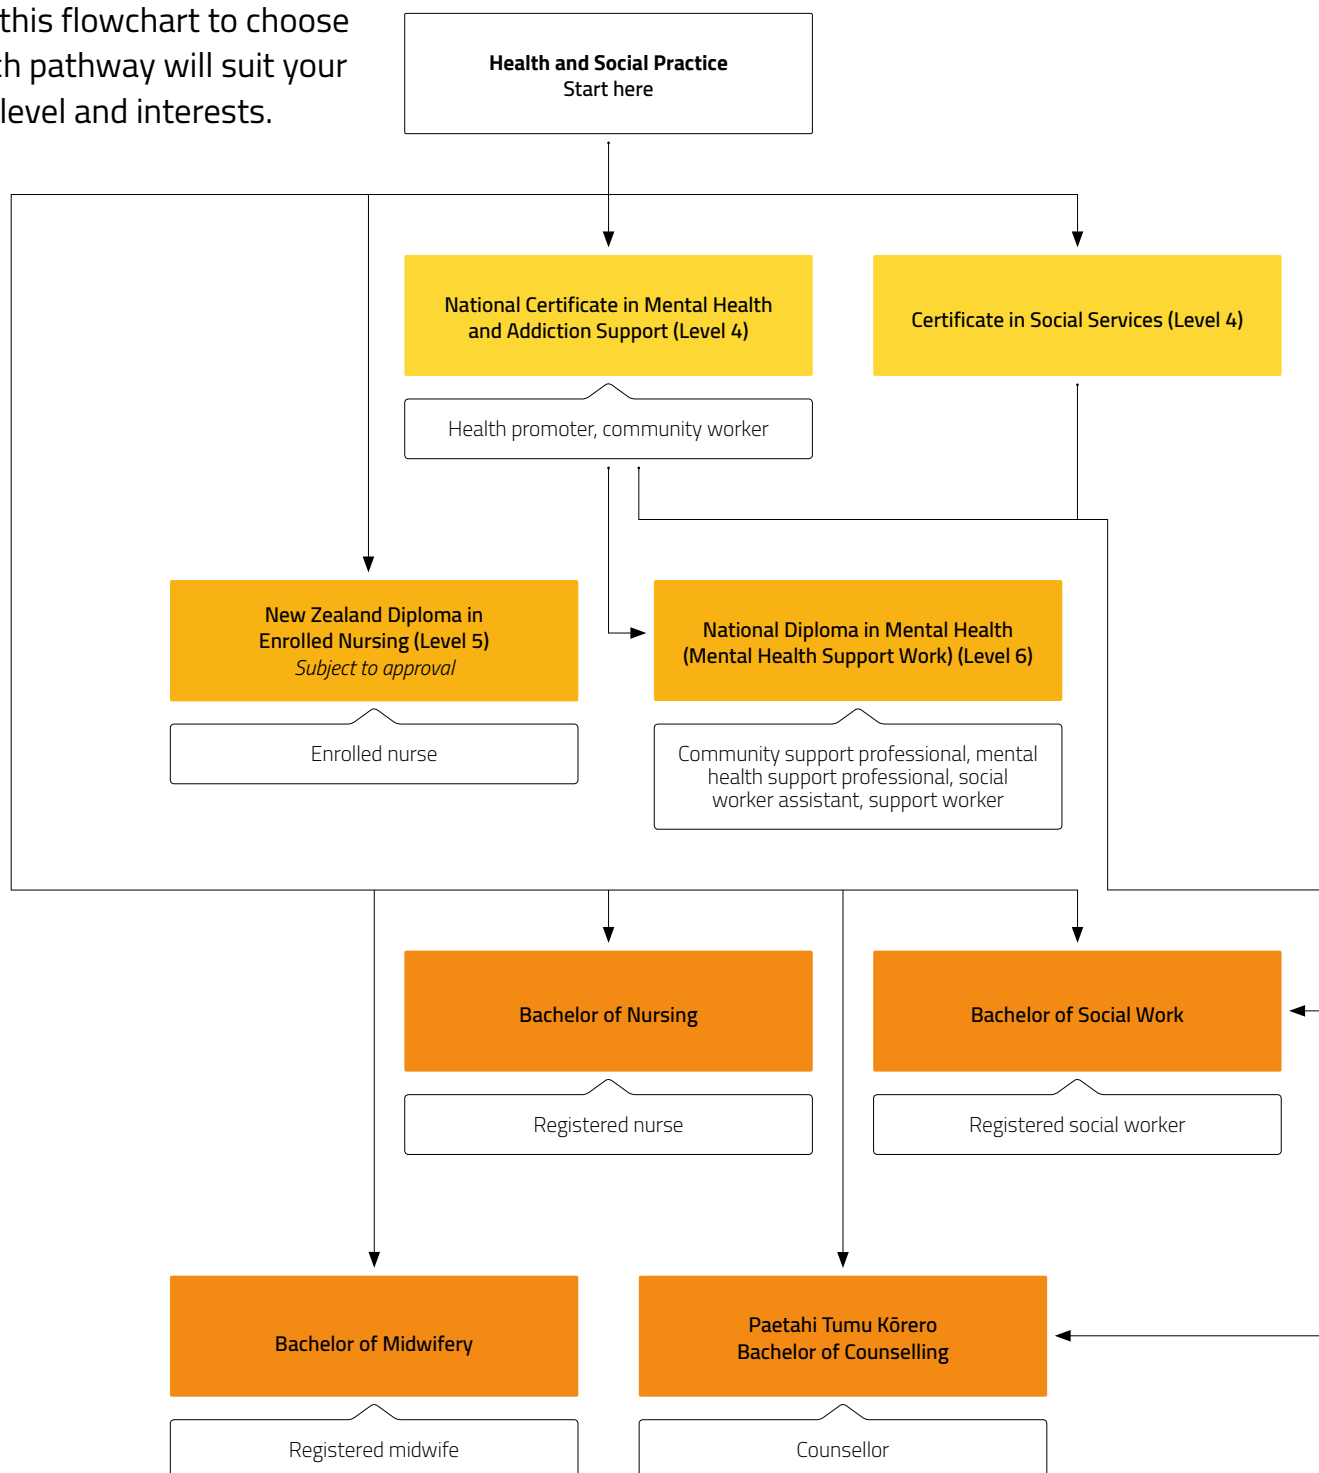 this flowchart to choose
pathway will suit your
level and interests.
Health and Social Practice
Start here
National Certificate in Mental Health
and Addiction Support (Level 4)
Certificate in Social Services (Level 4)
Health promoter, community worker
New Zealand Diploma in
Enrolled Nursing (Level 5)
Subject to approval
National Diploma in Mental Health
(Mental Health Support Work) (Level 6)
Enrolled nurse
Community support professional, mental
health support professional, social
worker assistant, support worker
Bachelor of Nursing
Bachelor of Social Work
Registered nurse
Registered social worker
Bachelor of Midwifery
Paetahi Tumu Kōrero
Bachelor of Counselling
Registered midwife
Counsellor